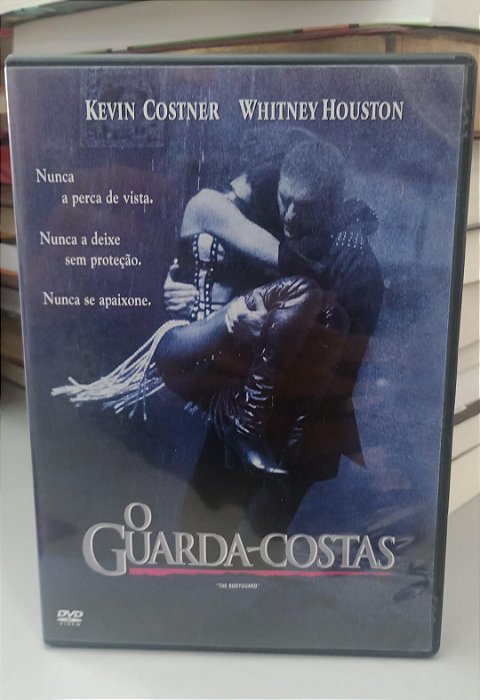 KEVIN COSTNER WHITNEY HOUSTON
Nunca
a perca de vista.
Nunca a deixe
sem proteção.
Nunca se apaixone.
O
GUARDA-COSTAS
"THE BODYGUARD"
DVD
VIDEO